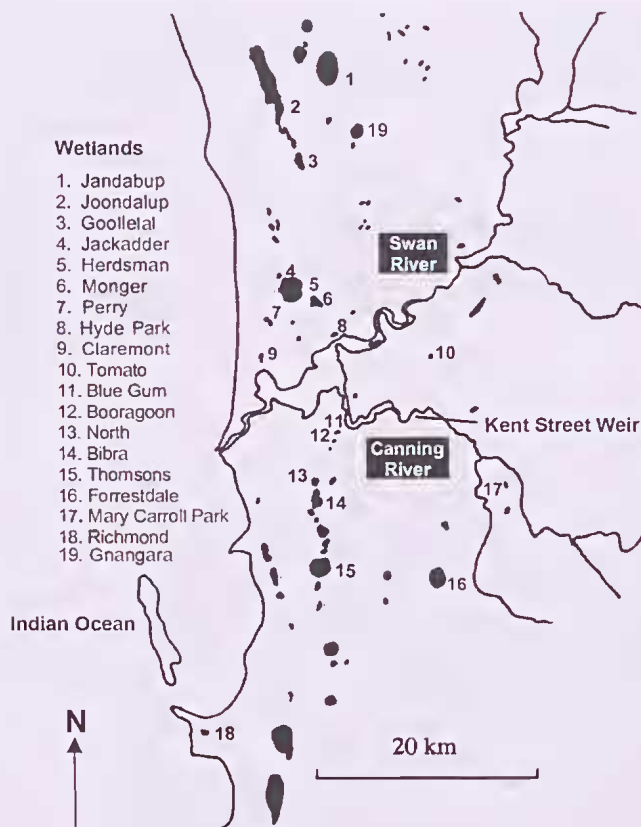 1
2
19
3
Wetlands
1. Jandabup
2. Joondalup
3. Goollelal
4. Jackadder
5. Herdsman
6. Monger
7. Perry
8. Hyde Park
9. Claremont
10. Tomato
11. Blue Gum
12. Booragoon
13. North
14. Bibra
15. Thomsons
16. Forrestdale
17. Mary Carroll Park
18. Richmond
19. Gnangara
Swan
River
4
5
6
7
8
9
10
11
Kent Street Weir
12
Canning
River
13
14
17
15
16
Indian Ocean
N
18
20 km